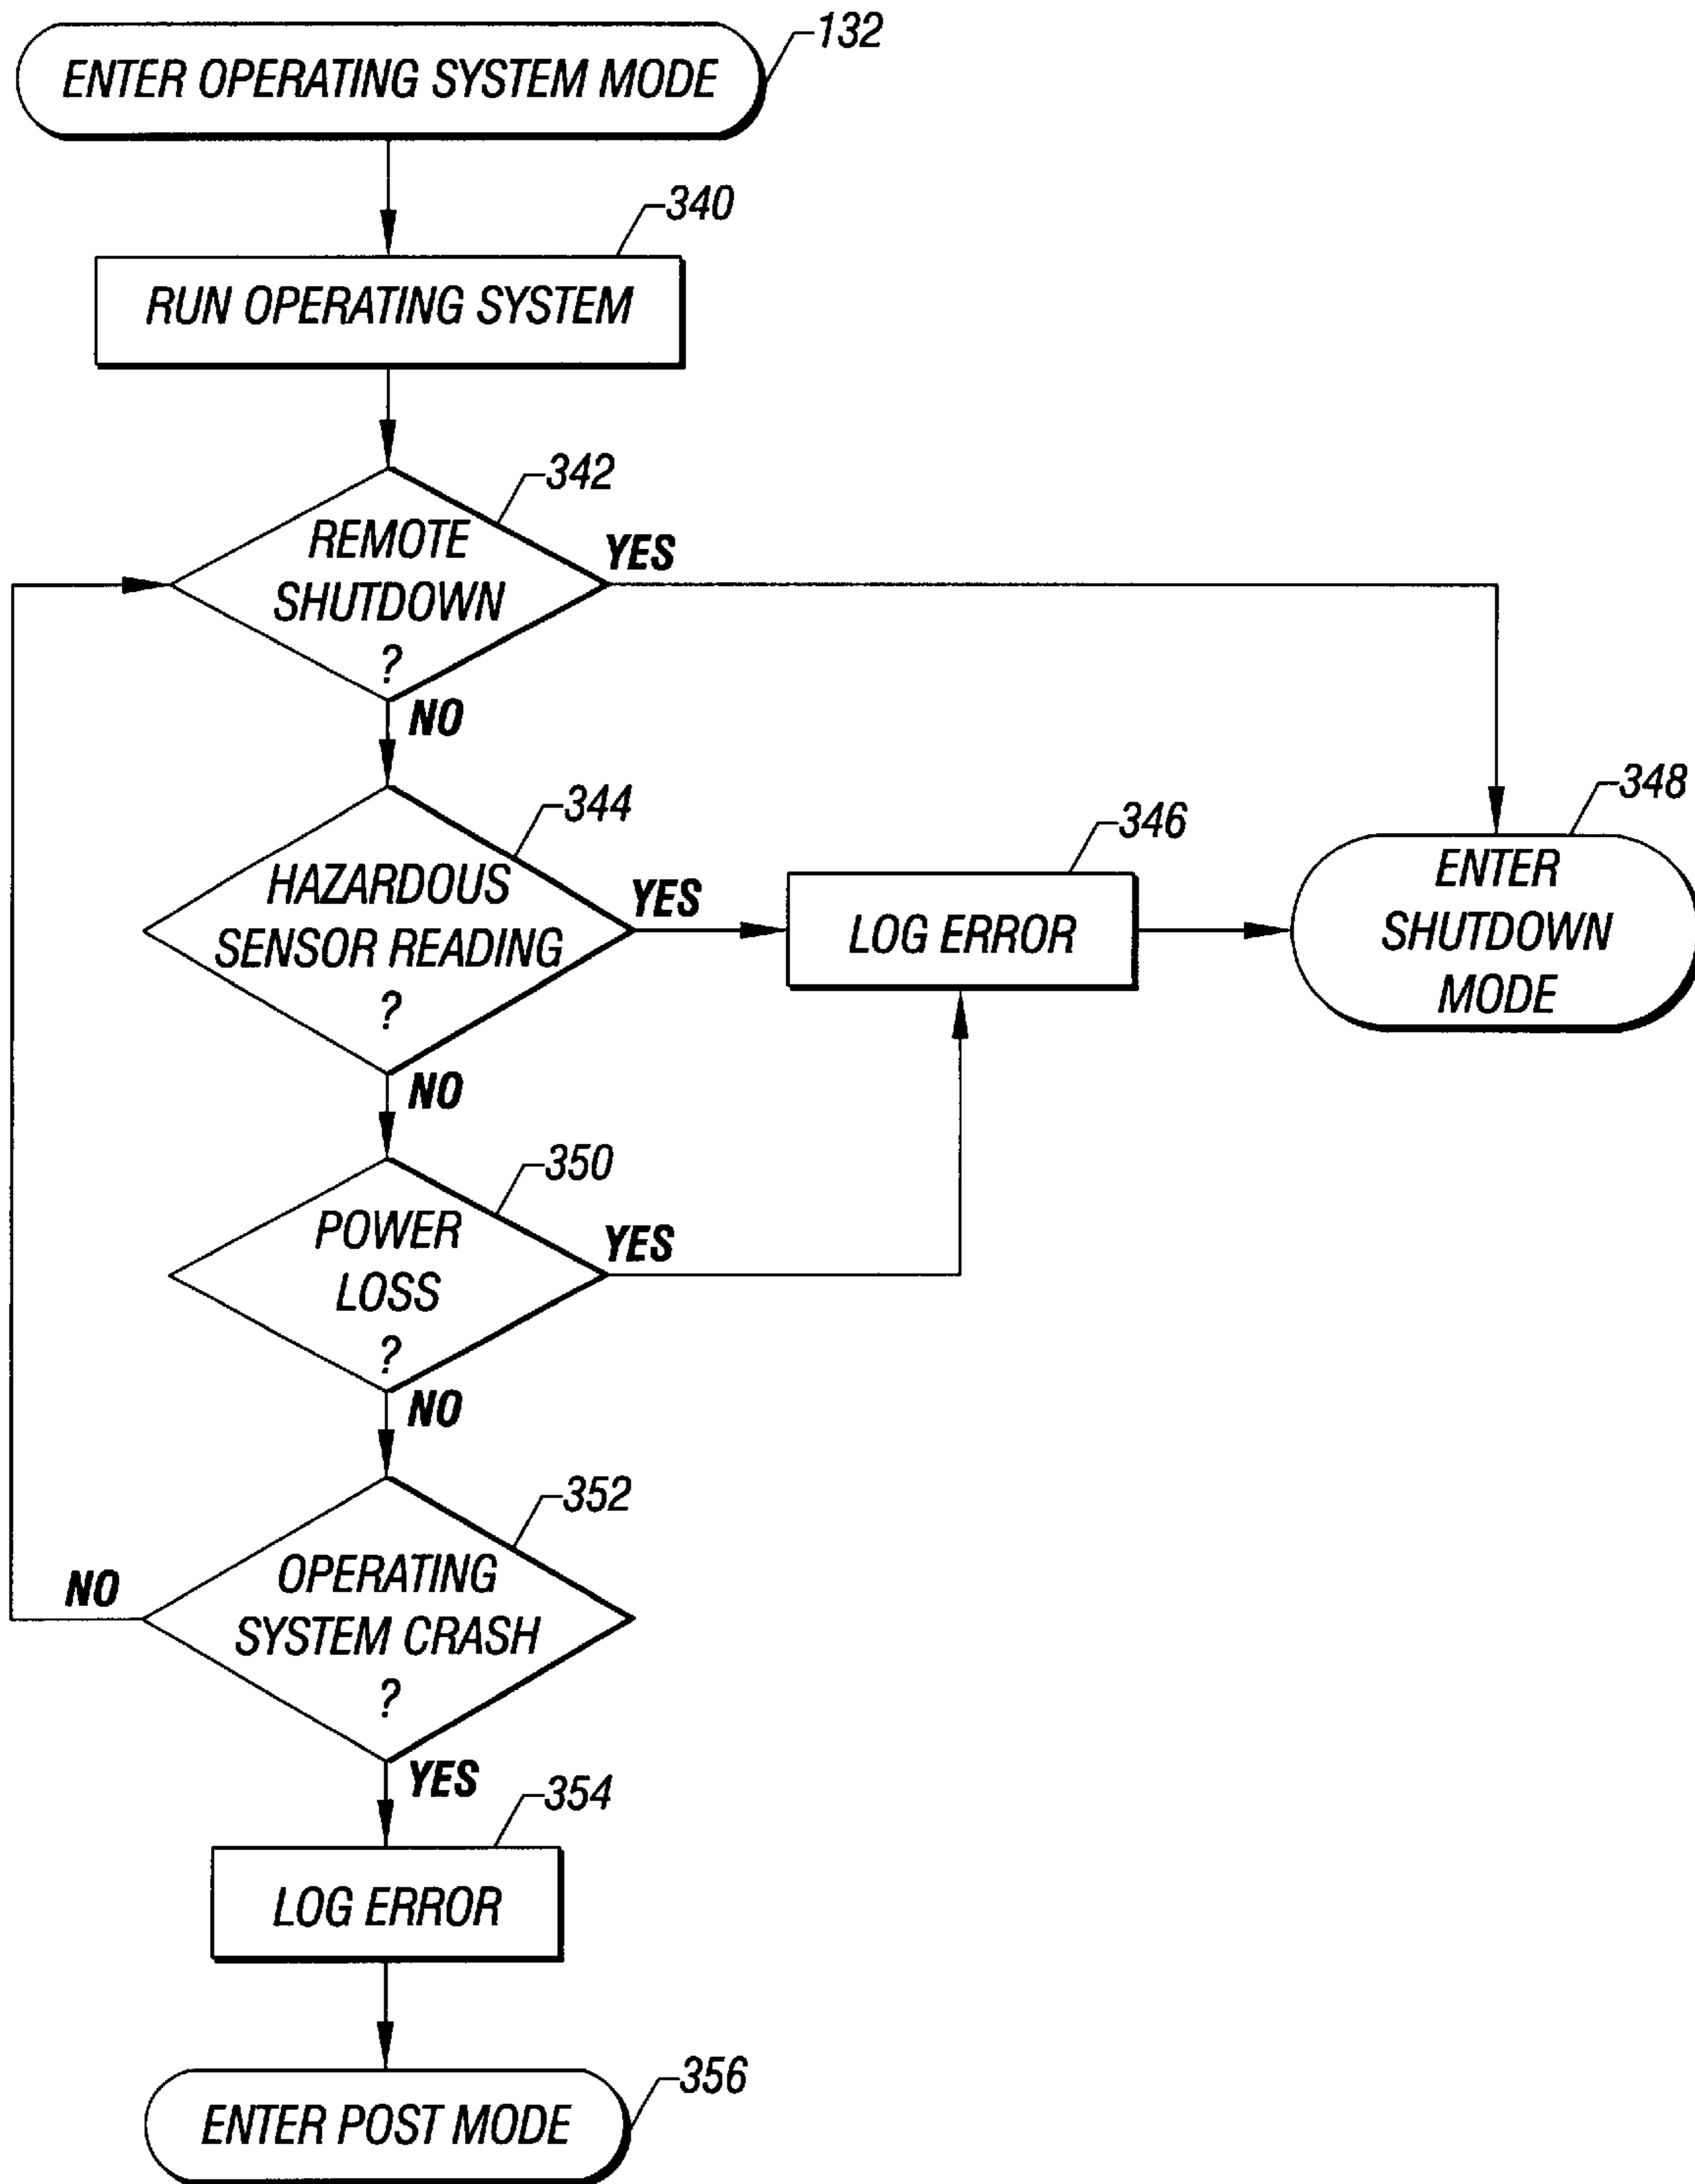 ENTER OPERATING SYSTEM MODE
132
340
RUN OPERATING SYSTEM
342
REMOTE
SHUTDOWN
?
YES
NO
344
HAZARDOUS
SENSOR READING
?
YES
346
LOG ERROR
348
ENTER
SHUTDOWN
MODE
NO
350
POWER
LOSS
?
YES
NO
352
OPERATING
SYSTEM CRASH
?
NO
YES
354
LOG ERROR
356
ENTER POST MODE